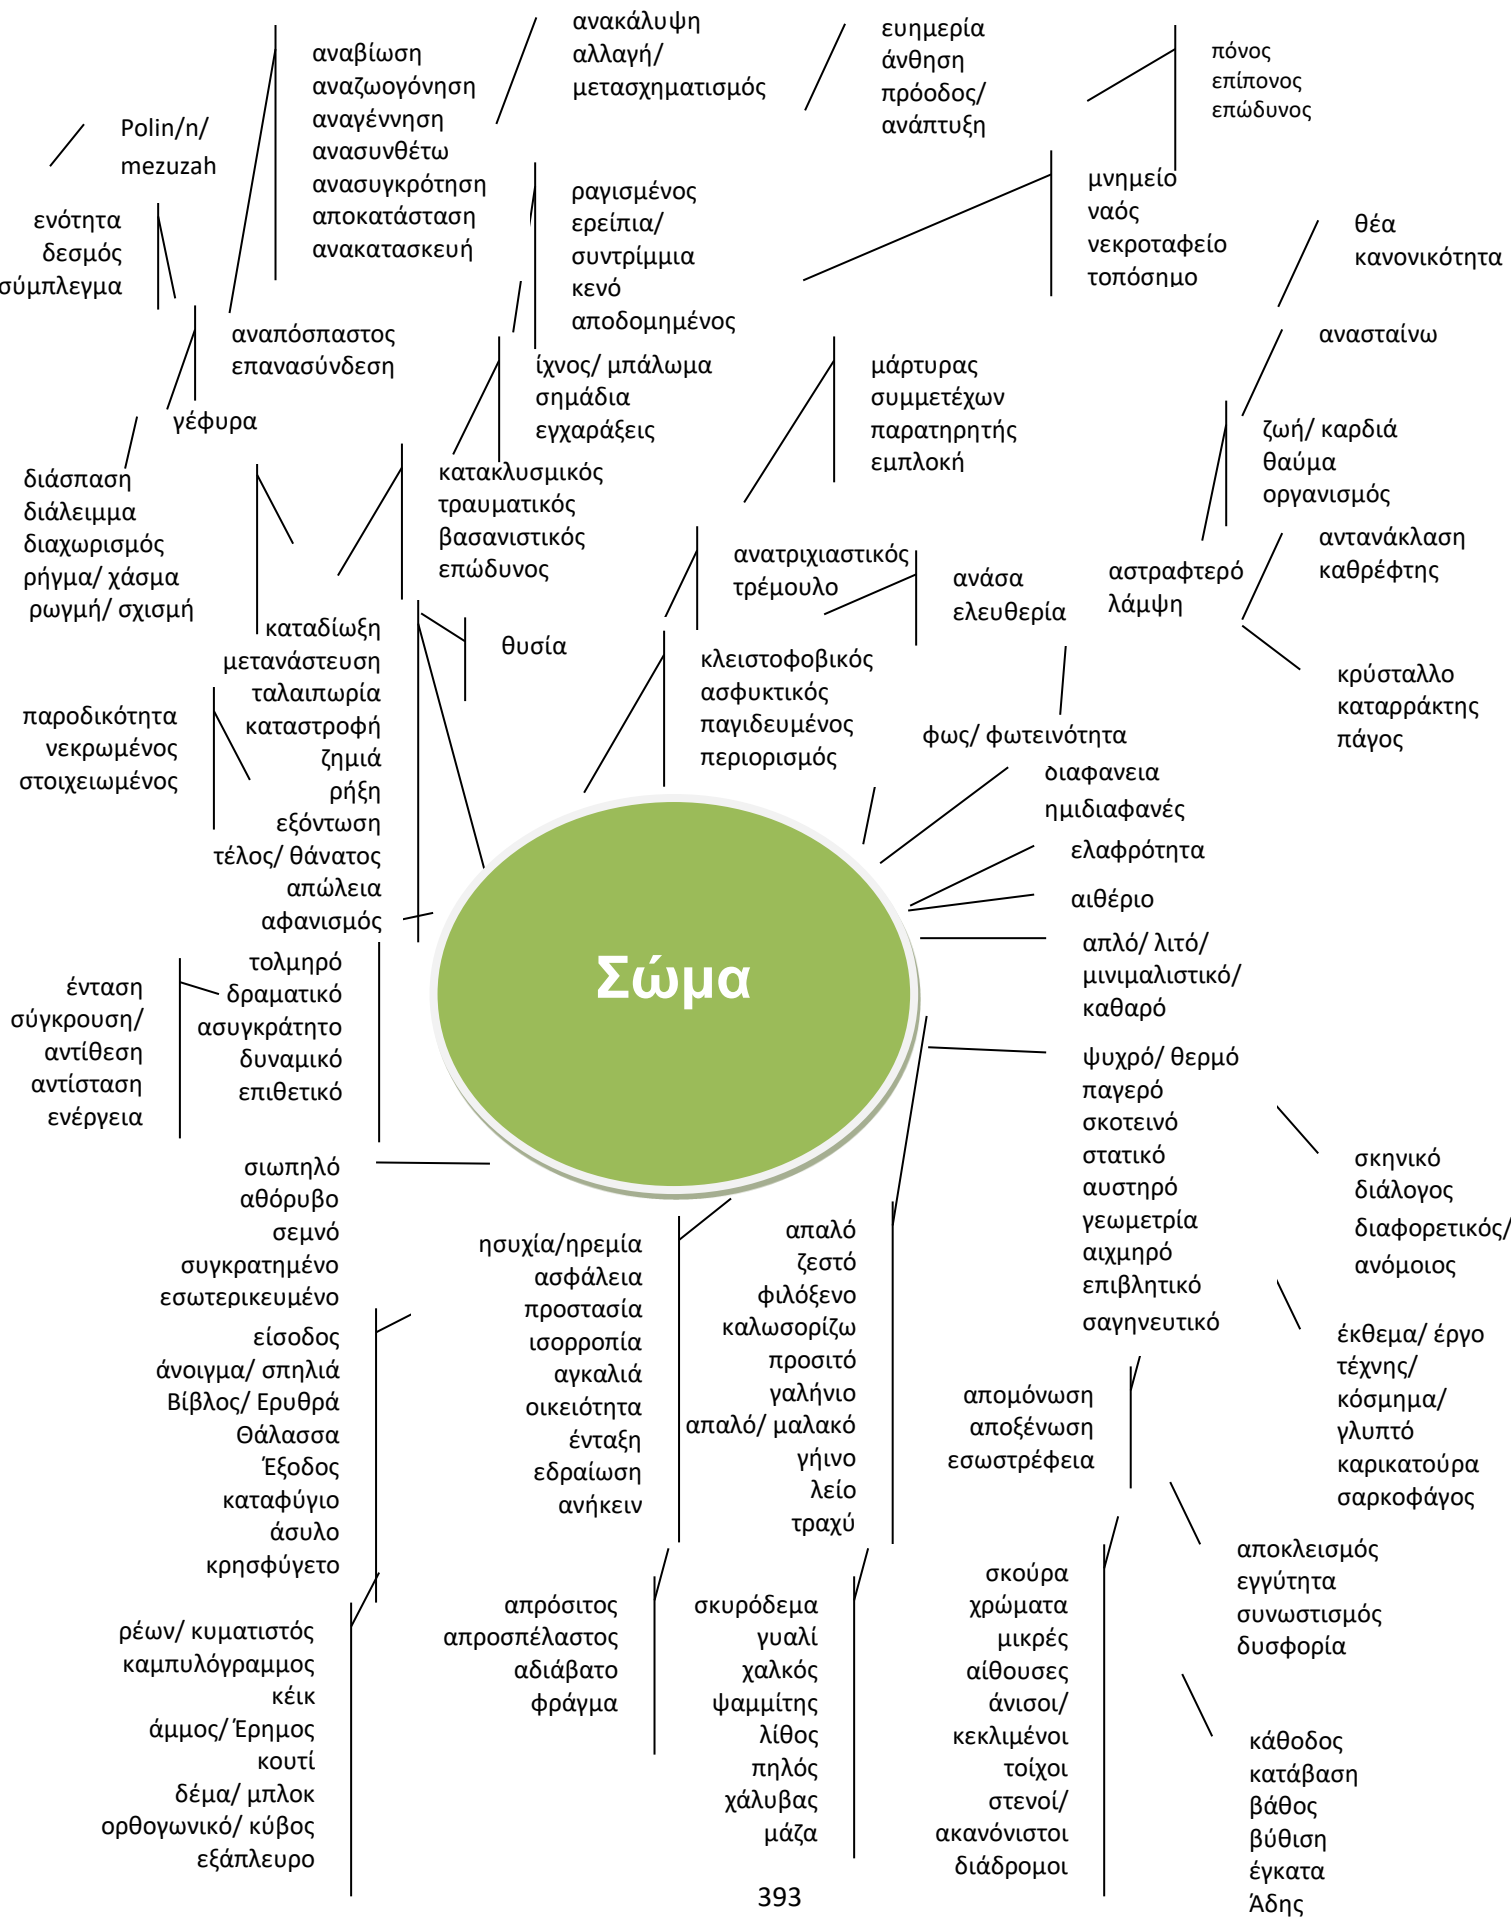 ανακάλυψη
αλλαγή/
μετασχηματισμός
ευημερία
άνθηση
πρόοδος/
ανάπτυξη
πόνος
επίπονος
επώδυνος
αναβίωση
αναζωογόνηση
αναγέννηση
ανασυνθέτω
ανασυγκρότηση
αποκατάσταση
ανακατασκευή
Polin/n/
mezuzah
ραγισμένος
ερείπια/
συντρίμμια
κενό
αποδομημένος
μνημείο
ναός
νεκροταφείο
τοπόσημο
θέα
κανονικότητα
ενότητα
δεσμός
σύμπλεγμα
αναπόσπαστος
επανασύνδεση
ανασταίνω
ίχνος/ μπάλωμα
σημάδια
εγχαράξεις
μάρτυρας
συμμετέχων
παρατηρητής
εμπλοκή
γέφυρα
ζωή/ καρδιά
θαύμα
οργανισμός
διάσπαση
διάλειμμα
διαχωρισμός
ρήγμα/ χάσμα
ρωγμή/ σχισμή
κατακλυσμικός
τραυματικός
βασανιστικός
επώδυνος
ανατριχιαστικός
τρέμουλο
ανάσα
ελευθερία
αστραφτερό
λάμψη
αντανάκλαση
καθρέφτης
καταδίωξη
μετανάστευση
ταλαιπωρία
καταστροφή
ζημιά
ρήξη
εξόντωση
τέλος/ θάνατος
απώλεια
αφανισμός
θυσία
κλειστοφοβικός
ασφυκτικός
παγιδευμένος
περιορισμός
κρύσταλλο
καταρράκτης
πάγος
παροδικότητα
νεκρωμένος
στοιχειωμένος
φως/ φωτεινότητα
διαφανεια
ημιδιαφανές
ελαφρότητα
αιθέριο
απλό/ λιτό/
μινιμαλιστικό/
καθαρό
Σώμα
τολμηρό
δραματικό
ασυγκράτητο
δυναμικό
επιθετικό
ένταση
σύγκρουση/
αντίθεση
αντίσταση
ενέργεια
ψυχρό/ θερμό
παγερό
σκοτεινό
στατικό
αυστηρό
γεωμετρία
αιχμηρό
επιβλητικό
σαγηνευτικό
σκηνικό
διάλογος
διαφορετικός/
ανόμοιος
σιωπηλό
αθόρυβο
σεμνό
συγκρατημένο
εσωτερικευμένο
ησυχία/ηρεμία
ασφάλεια
προστασία
ισορροπία
αγκαλιά
οικειότητα
ένταξη
εδραίωση
ανήκειν
απαλό
ζεστό
φιλόξενο
καλωσορίζω
προσιτό
γαλήνιο
απαλό/ μαλακό
γήινο
λείο
τραχύ
είσοδος
άνοιγμα/ σπηλιά
Βίβλος/ Ερυθρά
Θάλασσα
Έξοδος
καταφύγιο
άσυλο
κρησφύγετο
έκθεμα/ έργο
τέχνης/
κόσμημα/
γλυπτό
καρικατούρα
σαρκοφάγος
απομόνωση
αποξένωση
εσωστρέφεια
αποκλεισμός
εγγύτητα
συνωστισμός
δυσφορία
ρέων/ κυματιστός
καμπυλόγραμμος
κέικ
άμμος/ Έρημος
κουτί
δέμα/ μπλοκ
ορθογωνικό/ κύβος
εξάπλευρο
απρόσιτος
απροσπέλαστος
αδιάβατο
φράγμα
σκυρόδεμα
γυαλί
χαλκός
ψαμμίτης
λίθος
πηλός
χάλυβας
μάζα
σκούρα
χρώματα
μικρές
αίθουσες
άνισοι/
κεκλιμένοι
τοίχοι
στενοί/
ακανόνιστοι
διάδρομοι
κάθοδος
κατάβαση
βάθος
βύθιση
έγκατα
Άδης
393